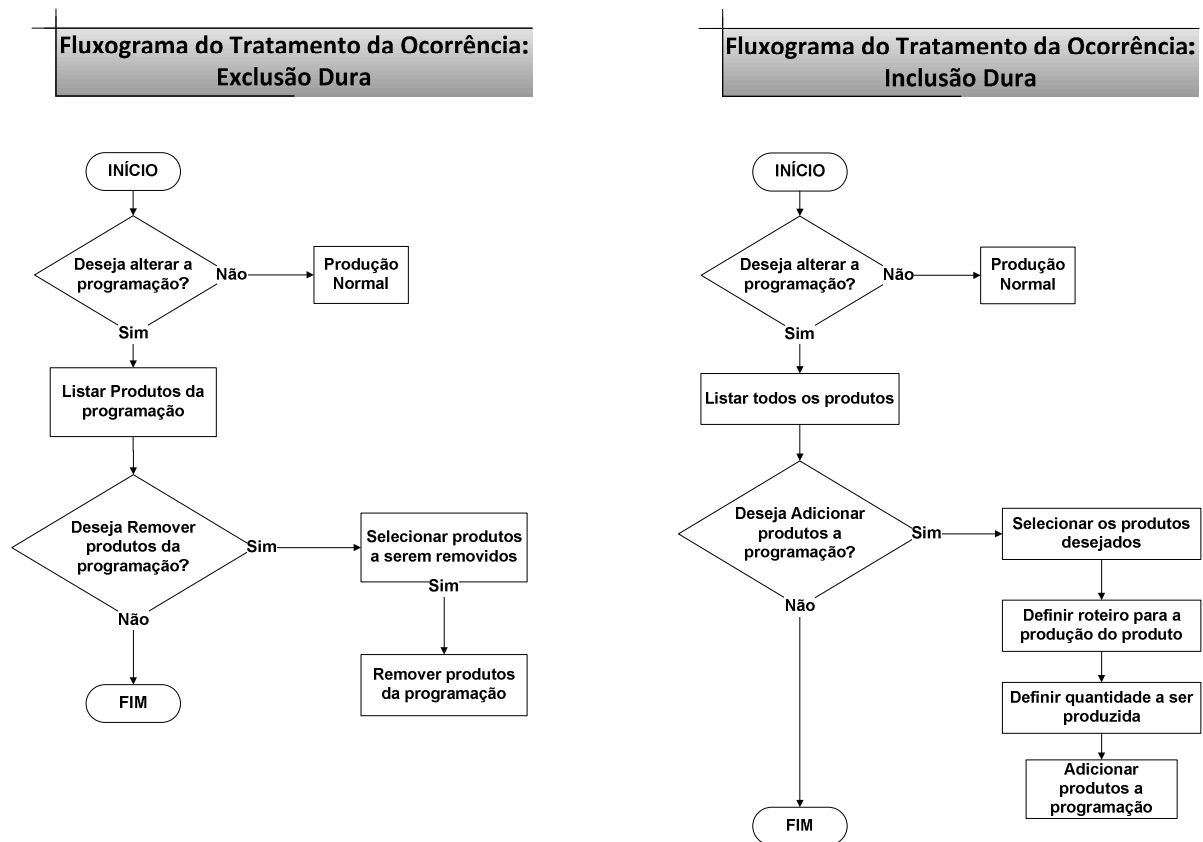 Fluxograma do Tratamento da Ocorrência:
Exclusão Dura
INÍCIO
Deseja alterar a
programação?
Não
Produção
Normal
Sim
Listar Produtos da
programação
Deseja Remover
produtos da
programação?
Sim
Selecionar produtos
a serem removidos
Sim
Remover produtos
da programação
Não
FIM
Fluxograma do Tratamento da Ocorrência:
Inclusão Dura
INÍCIO
Deseja alterar a
programação?
Não
Produção
Normal
Sim
Listar todos os produtos
Deseja Adicionar
produtos a
programação?
Sim
Selecionar os produtos
desejados
Definir roteiro para a
produção do produto
Definir quantidade a ser
produzida
Adicionar
produtos a
programação
Não
FIM